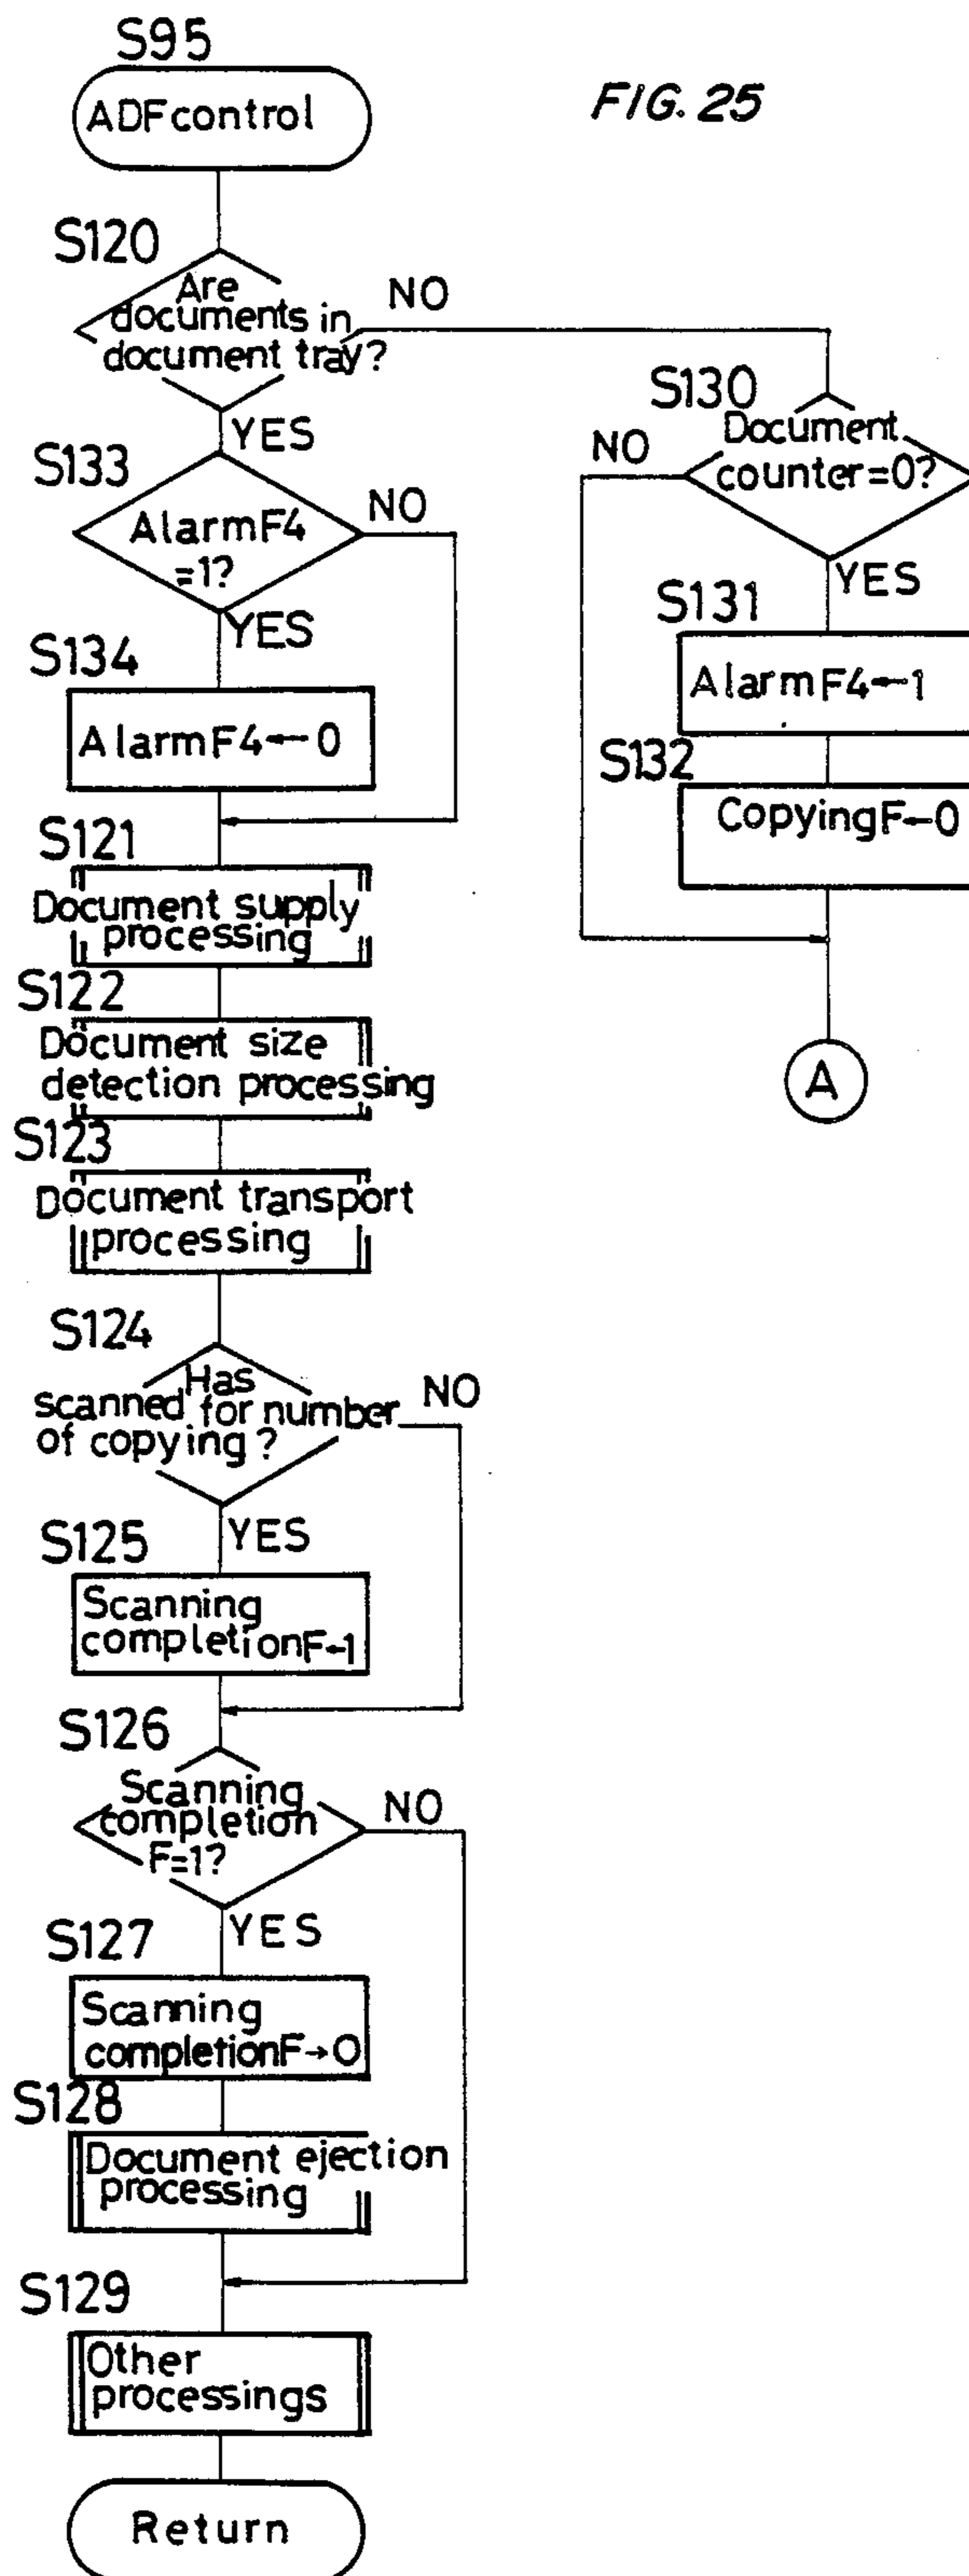 FIG. 25
S95
ADFcontrol
S120
Are
documents in
document tray?
NO
YES
S133
AlarmF4
=1?
NO
YES
S134
AlarmF4←0
S121
Document supply
processing
S122
Document size
detection processing
S123
Document transport
processing
S124
Has
scanned for number
of copying?
NO
YES
S125
Scanning
completionF←1
S126
Scanning
completion
F=1?
NO
YES
S127
Scanning
completionF→0
S128
Document ejection
processing
S129
Other
processings
Return
S130
Document
counter=0?
NO
YES
S131
AlarmF4←1
S132
CopyingF←0
A